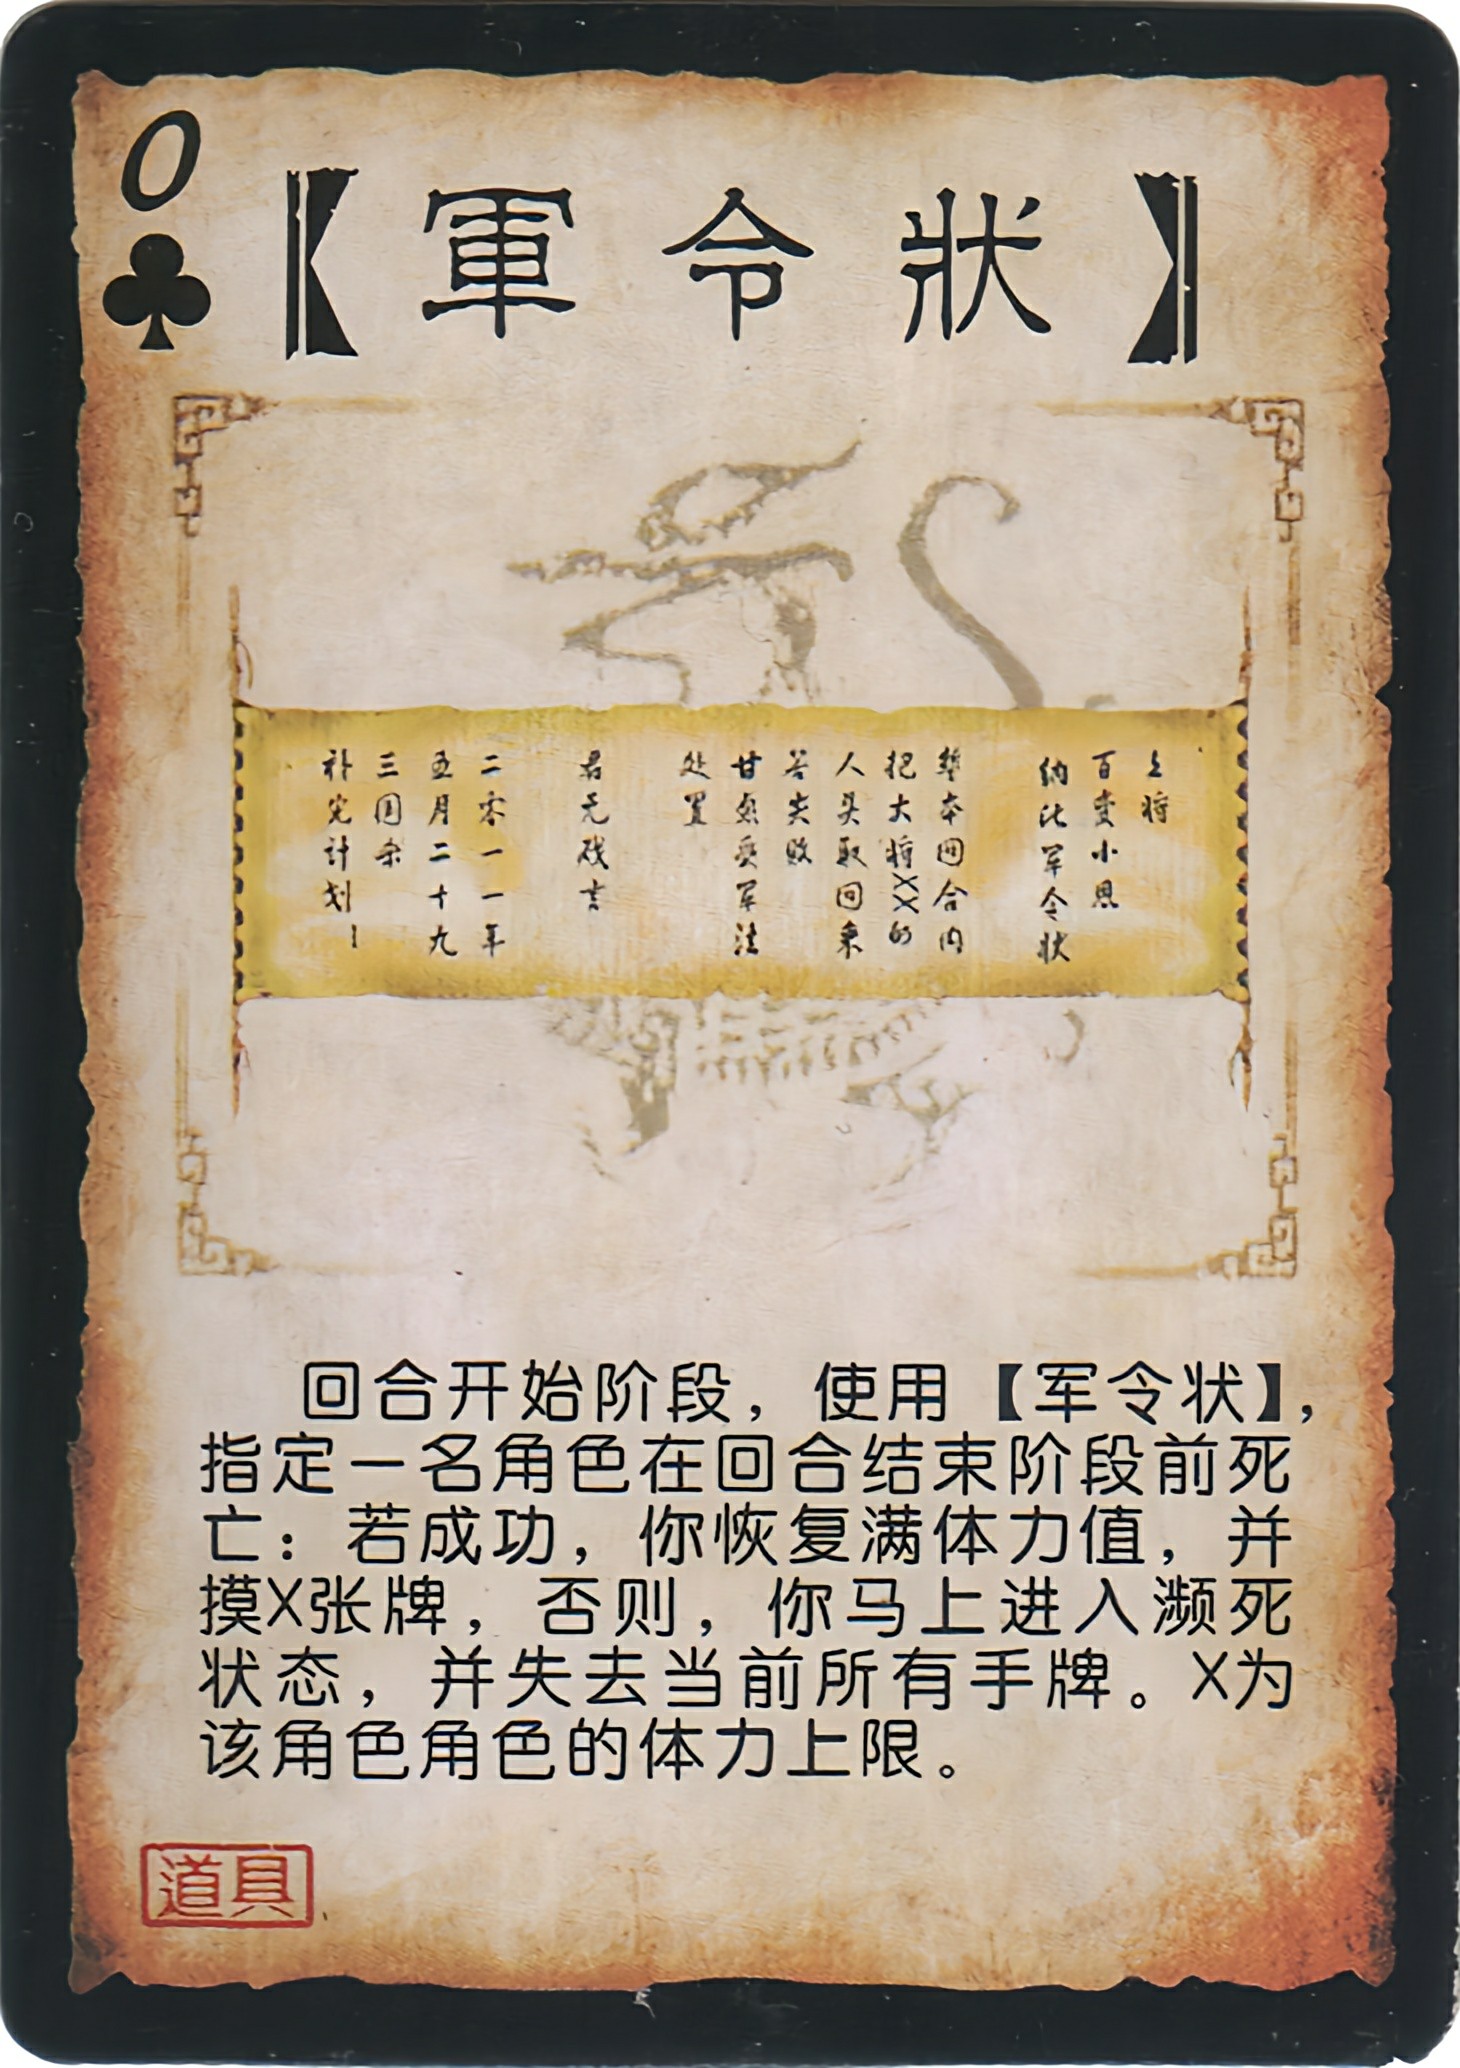 0
【軍令狀】
上将
百变小恩
纳此军令状
整本回合内
把大将XX的
人头取回来
若失败
甘愿受军法
处置
君无戏言
二零一一年
五月二十九
三国杀
补完计划!
回合开始阶段，使用【军令状】，
指定一名角色在回合结束阶段前死
亡：若成功，你恢复满体力值，并
摸X张牌，否则，你马上进入濒死
状态，并失去当前所有手牌。X为
该角色角色的体力上限。
道具